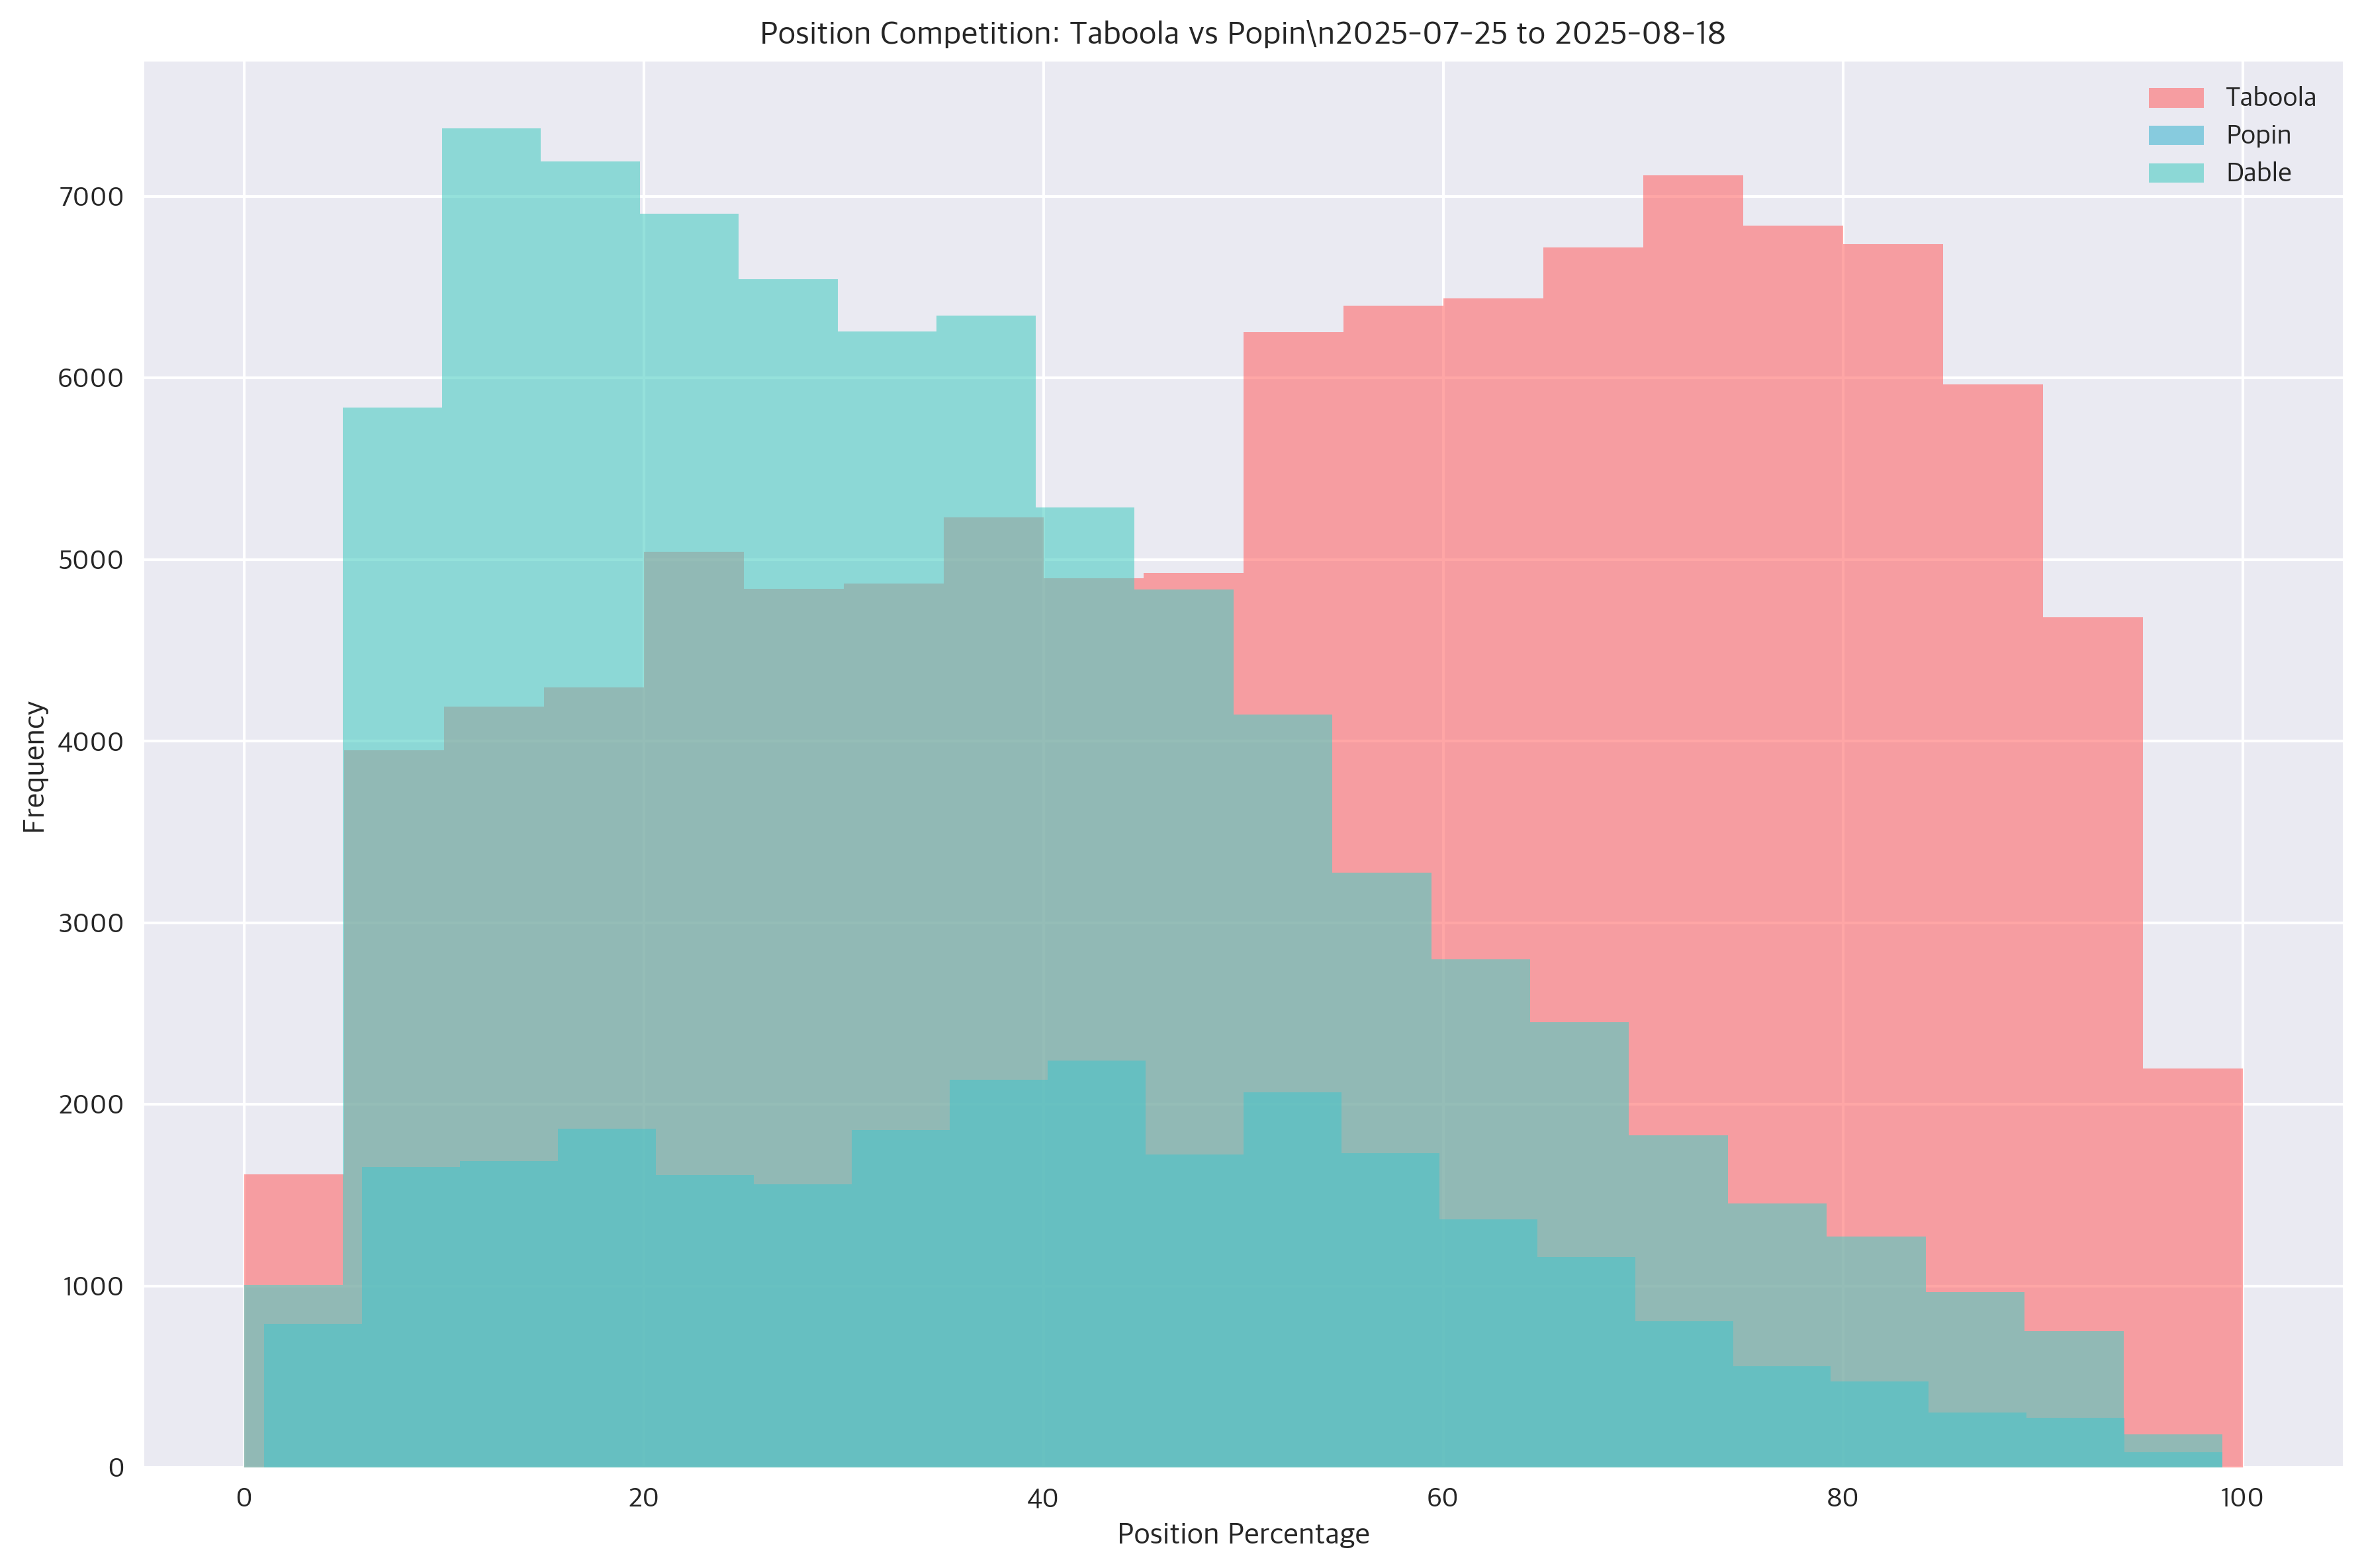 Position Competition: Taboola vs Popin\n2025-07-25 to 2025-08-18
Taboola
Popin
Dable
7000
6000
5000
4000
3000
2000
1000
0
Frequency
0 20 40 60 80 100
Position Percentage